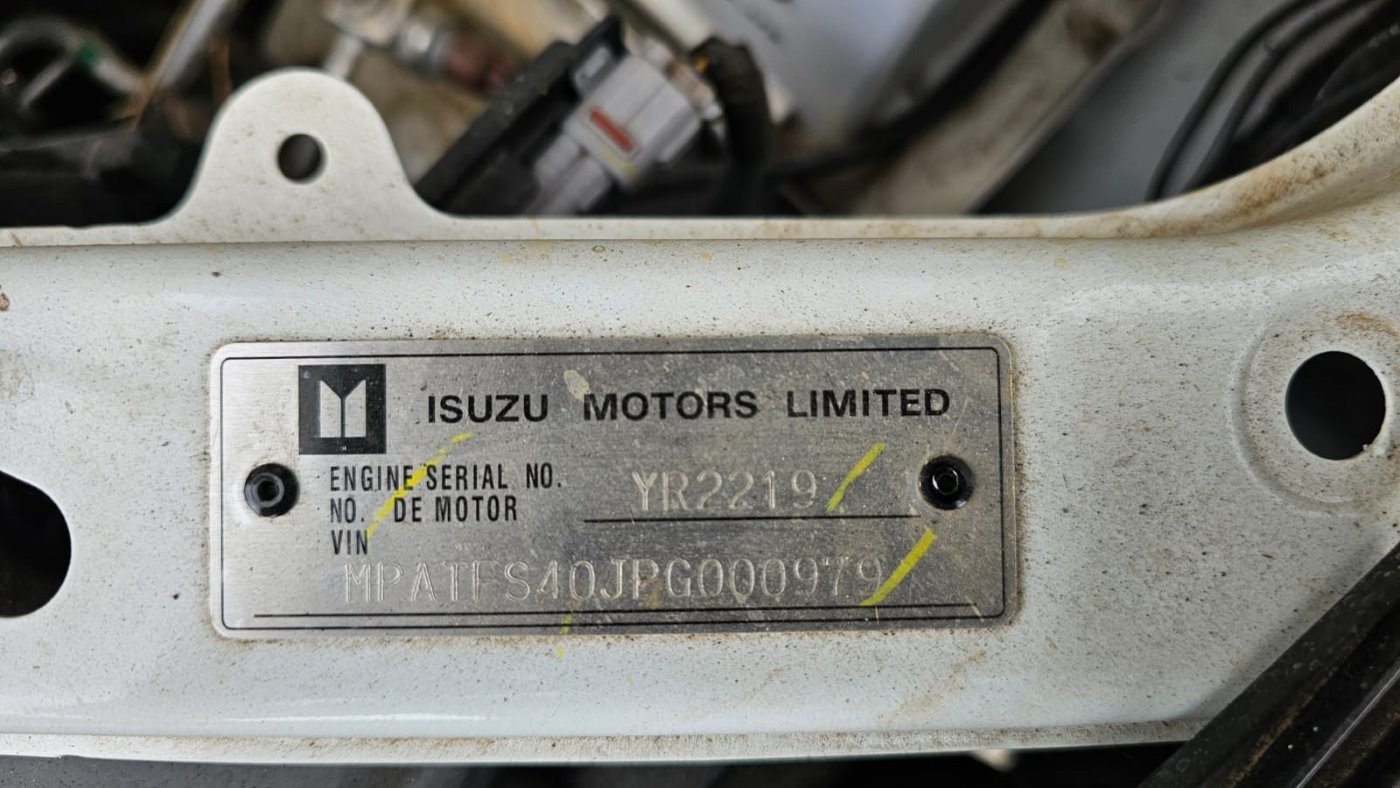 ISUZU MOTORS LIMITED
ENGINE SERIAL NO.
NO. DE MOTOR
YR2219
VIN
MPATFS40JPG000979